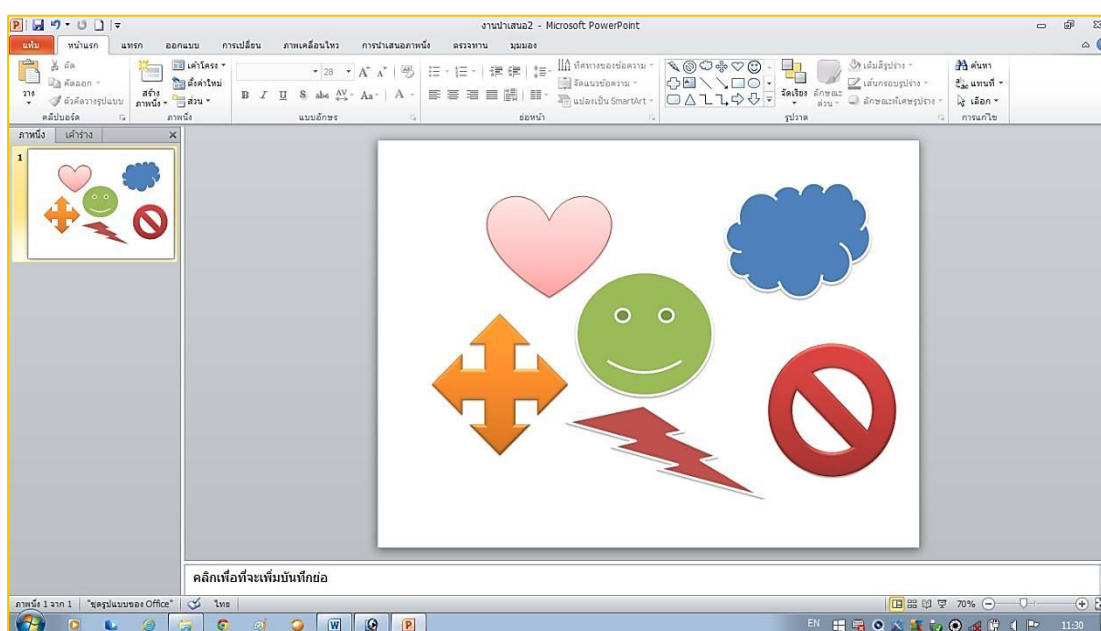 งานนำเสนอ2 - Microsoft PowerPoint
แฟ้ม หน้าแรก แทรก ออกแบบ การเปลี่ยน ภาพเคลื่อนไหว การนำเสนอภาพนิ่ง ตรวจทาน มุมมอง
ตัด เค้าโครง 28 ทิศทางของข้อความ เติมสีรูปร่าง ค้นหา
วาง คัดลอก สร้างภาพนิ่ง ตั้งค่าใหม่ จัดแนวข้อความ จัดเรียง ลักษณะด่วน เส้นกรอบรูปร่าง แทนที่
ตัวคัดวางรูปแบบ ส่วน B I U S abc AV Aa A แปลงเป็น SmartArt ลักษณะพิเศษรูปร่าง เลือก
คลิปบอร์ด ภาพนิ่ง แบบอักษร ย่อหน้า รูปวาด การแก้ไข
ภาพนิ่ง เค้าร่าง
1
คลิกเพื่อที่จะเพิ่มบันทึกย่อ
ภาพนิ่ง 1 จาก 1 "ชุดรูปแบบของ Office" ไทย 70%
EN 11:30